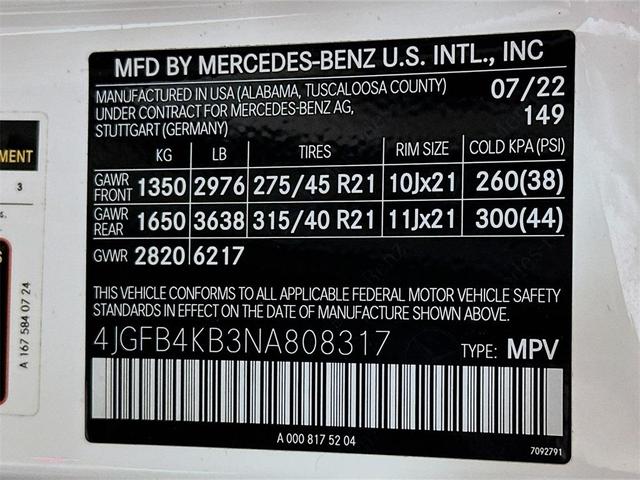 MFD BY MERCEDES-BENZ U.S. INTL., INC
MANUFACTURED IN USA (ALABAMA, TUSCALOOSA COUNTY) 07/22
UNDER CONTRACT FOR MERCEDES-BENZ AG, 149
STUTTGART (GERMANY)
KG LB TIRES RIM SIZE COLD KPA (PSI)
GAWR FRONT 1350 2976 275/45 R21 10Jx21 260(38)
GAWR REAR 1650 3638 315/40 R21 11Jx21 300(44)
GVWR 2820 6217
THIS VEHICLE CONFORMS TO ALL APPLICABLE FEDERAL MOTOR VEHICLE SAFETY
STANDARDS IN EFFECT ON THE DATE OF MANUFACTURE SHOWN ABOVE.
4JGFB4KB3NA808317 TYPE: MPV
A 000 817 52 04
7092791
MENT
3
A 167 584 07 24